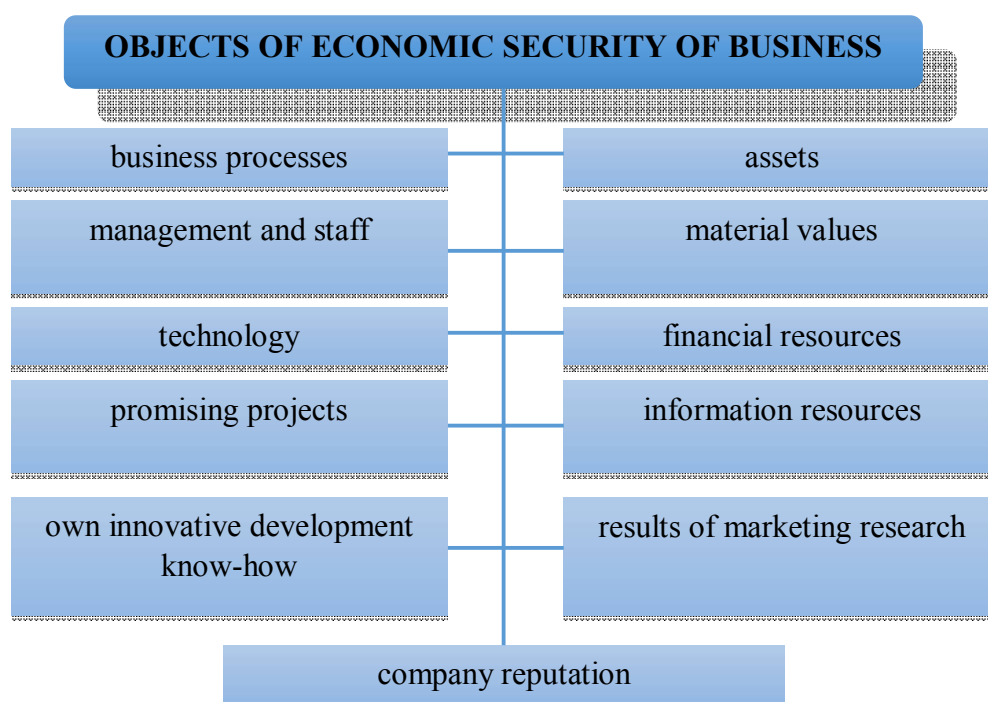 OBJECTS OF ECONOMIC SECURITY OF BUSINESS
business processes
assets
management and staff
material values
technology
financial resources
promising projects
information resources
own innovative development
know-how
results of marketing research
company reputation